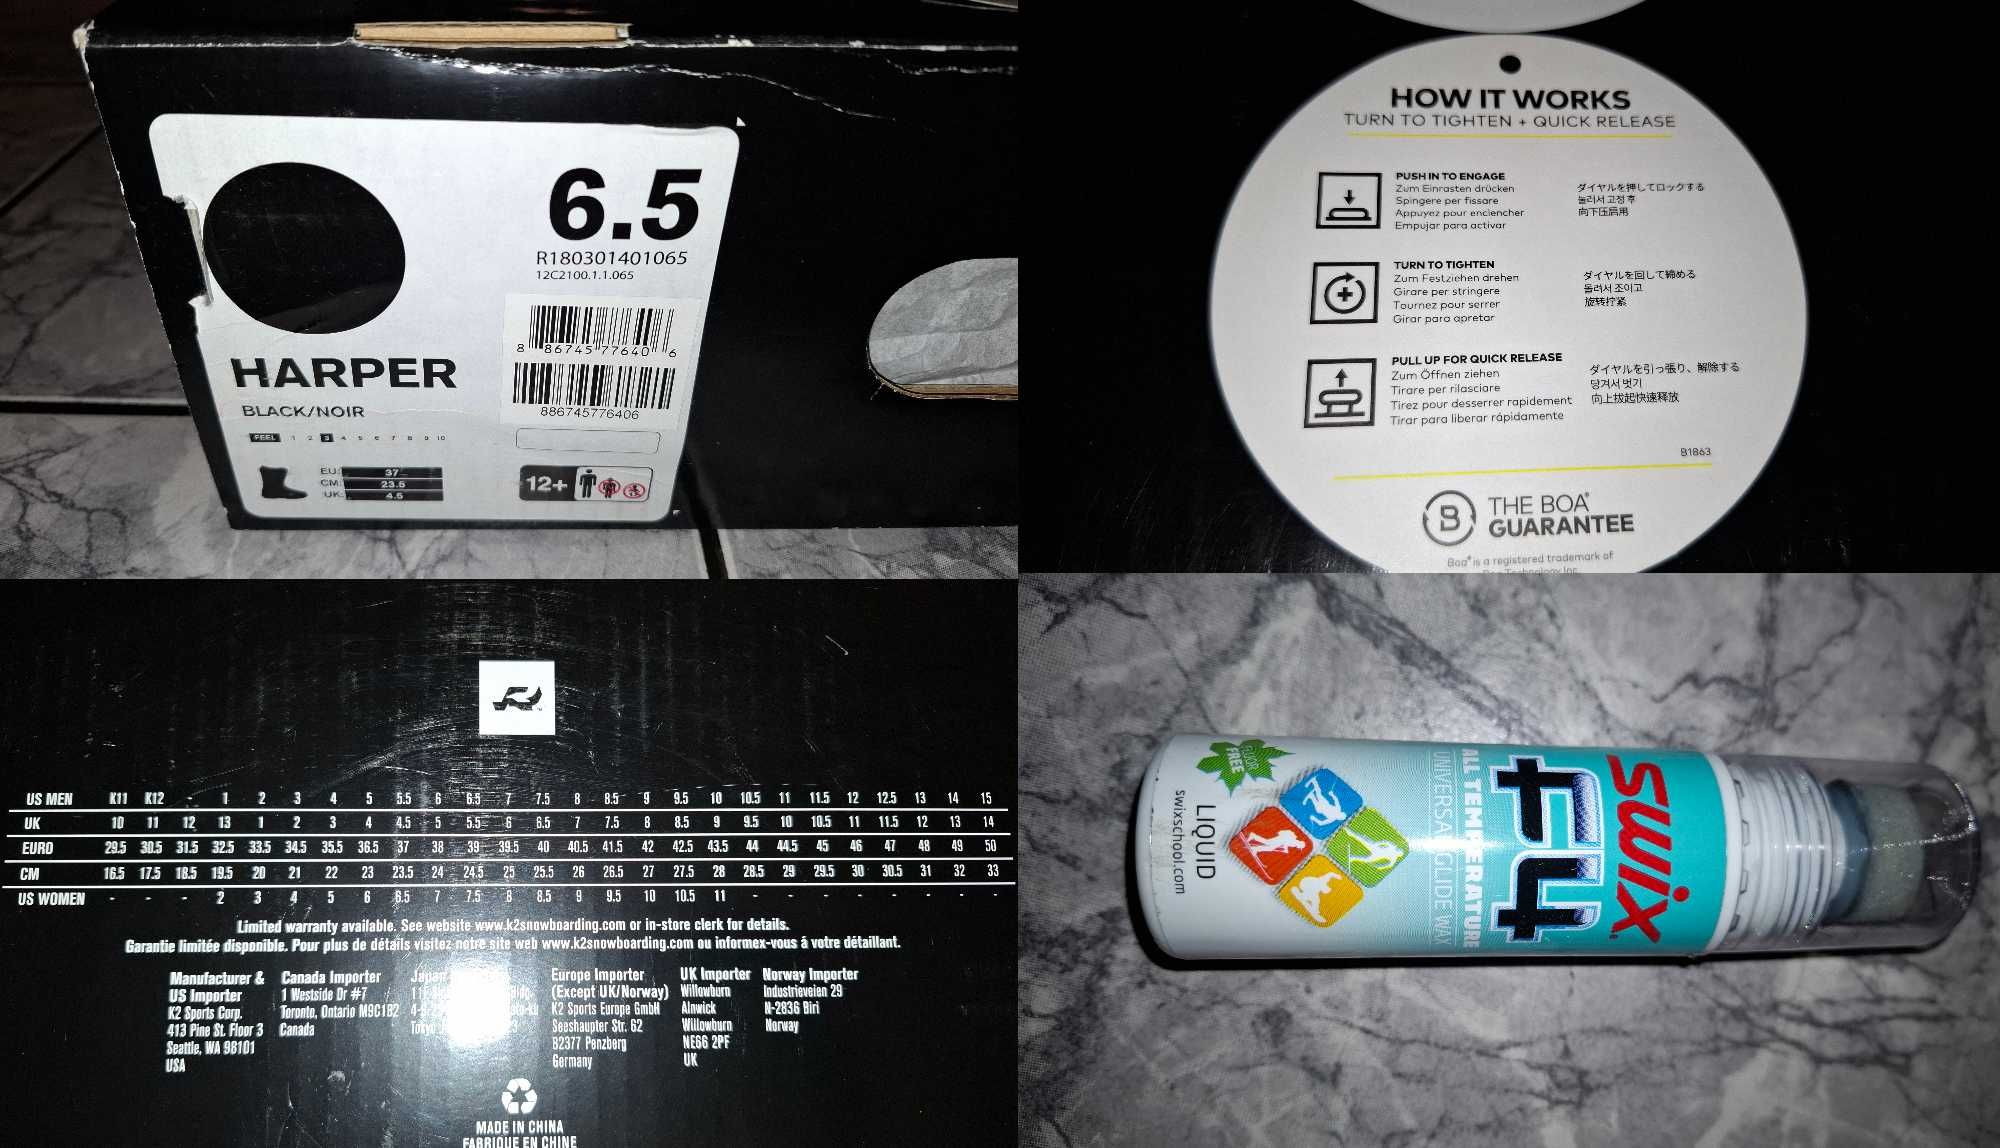 6.5
R180301401065
12C2100.1.1.065
8 86745 77640 6
886745776406
HARPER
BLACK/NOIR
FEEL 1 2 3 4 5 6 7 8 9 10
EU: 37
CM: 23.5
UK: 4.5
12+
HOW IT WORKS
TURN TO TIGHTEN + QUICK RELEASE
PUSH IN TO ENGAGE
Zum Einrasten drücken
Spingere per fissare
Appuyez pour enclencher
Empujar para activar
ダイヤルを押してロックする
눌러서 고정 후
向下压启用
TURN TO TIGHTEN
Zum Festziehen drehen
Girare per stringere
Tournez pour serrer
Girar para apretar
ダイヤルを回して締める
돌려서 조이고
旋转拧紧
PULL UP FOR QUICK RELEASE
Zum Öffnen ziehen
Tirare per rilasciare
Tirez pour desserrer rapidement
Tirar para liberar rápidamente
ダイヤルを引っ張り、解除する
당겨서 벗기
向上拔起快速释放
B1863
B THE BOA®
GUARANTEE
Boa® is a registered trademark of
Boa Technology Inc.
US MEN K11 K12 - 1 2 3 4 5 5.5 6 6.5 7 7.5 8 8.5 9 9.5 10 10.5 11 11.5 12 12.5 13 14 15
UK 10 11 12 13 1 2 3 4 4.5 5 5.5 6 6.5 7 7.5 8 8.5 9 9.5 10 10.5 11 11.5 12 13 14
EURO 29.5 30.5 31.5 32.5 33.5 34.5 35.5 36.5 37 38 39 39.5 40 40.5 41.5 42 42.5 43.5 44 44.5 45 46 47 48 49 50
CM 16.5 17.5 18.5 19.5 20 21 22 23 23.5 24 24.5 25 25.5 26 26.5 27 27.5 28 28.5 29 29.5 30 30.5 31 32 33
US WOMEN - - - 2 3 4 5 6 6.5 7 7.5 8 8.5 9 9.5 10 10.5 11 - - - - - - - -
Limited warranty available. See website www.k2snowboarding.com or in-store clerk for details.
Garantie limitée disponible. Pour plus de détails visitez notre site web www.k2snowboarding.com ou informez-vous á votre détaillant.
Manufacturer &
US Importer
K2 Sports Corp.
413 Pine St. Floor 3
Seattle, WA 98101
USA
Canada Importer
1 Westside Dr #7
Toronto, Ontario M9C1B2
Canada
Japan
Europe Importer
(Except UK/Norway)
K2 Sports Europe GmbH
Seeshaupter Str. 62
82377 Penzberg
Germany
UK Importer
Willowburn
Alnwick
Willowburn
NE66 2PF
UK
Norway Importer
Industrieveien 29
N-2836 Biri
Norway
MADE IN CHINA
FABRIQUE EN CHINE
SWIX
F4
ALL TEMPERATURE
UNIVERSAL GLIDE WAX
FLUOR
FREE
LIQUID
swixschool.com